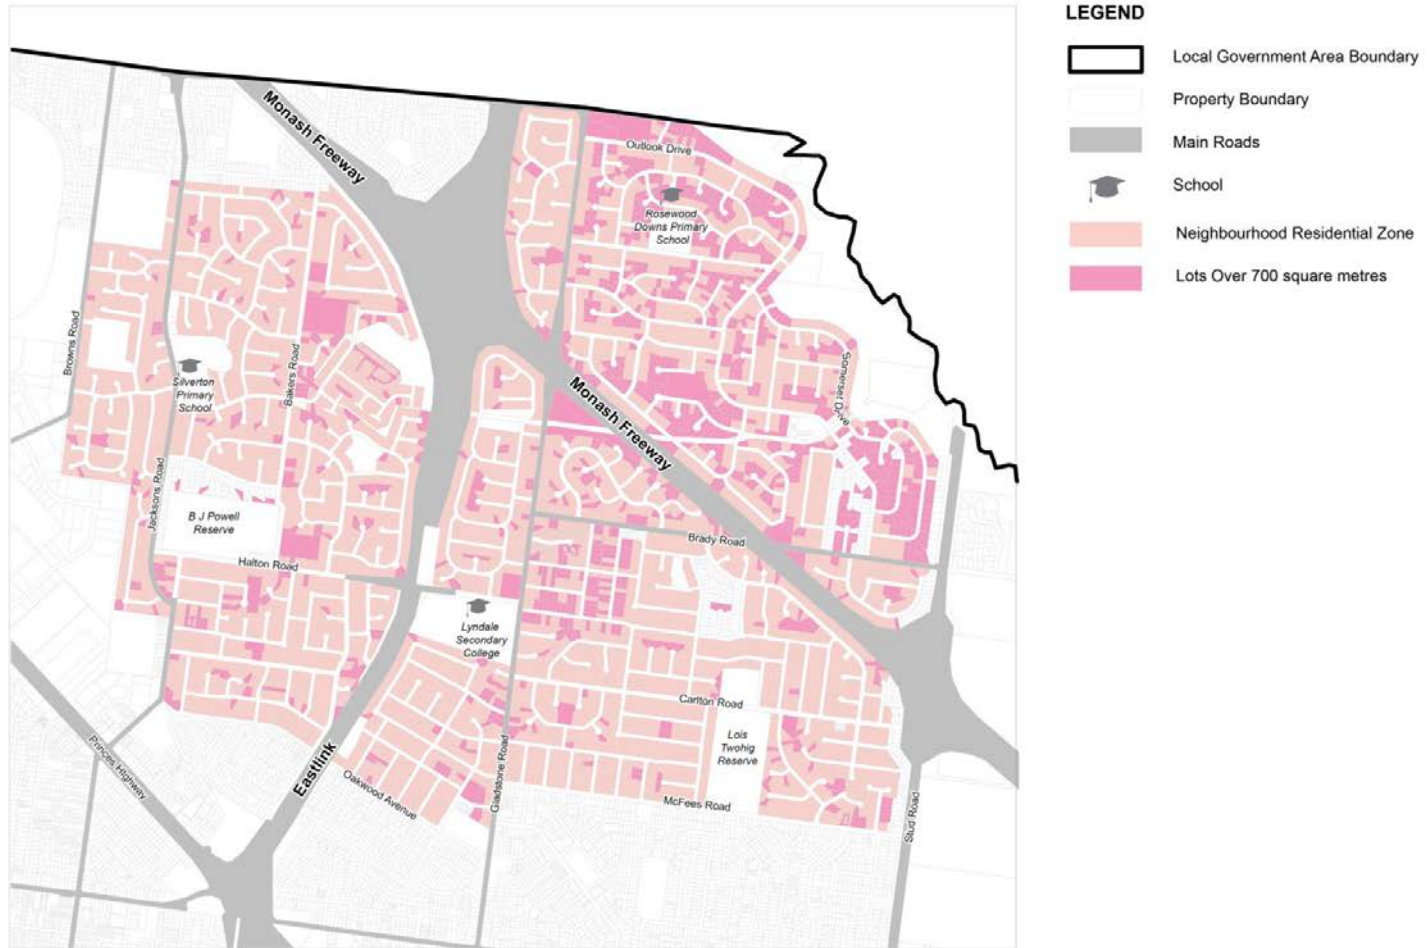 LEGEND
Local Government Area Boundary
Property Boundary
Main Roads
School
Neighbourhood Residential Zone
Lots Over 700 square metres
Monash Freeway
Outlook Drive
Rosewood
Downs Primary
School
Browns Road
Bakers Road
Silverton
Primary
School
Somerset Drive
Monash Freeway
Jacksons Road
B J Powell
Reserve
Brady Road
Halton Road
Lyndale
Secondary
College
Carlton Road
Lois
Twohig
Reserve
Princes Highway
Eastlink
Oakwood Avenue
Gladstone Road
McFees Road
Stud Road